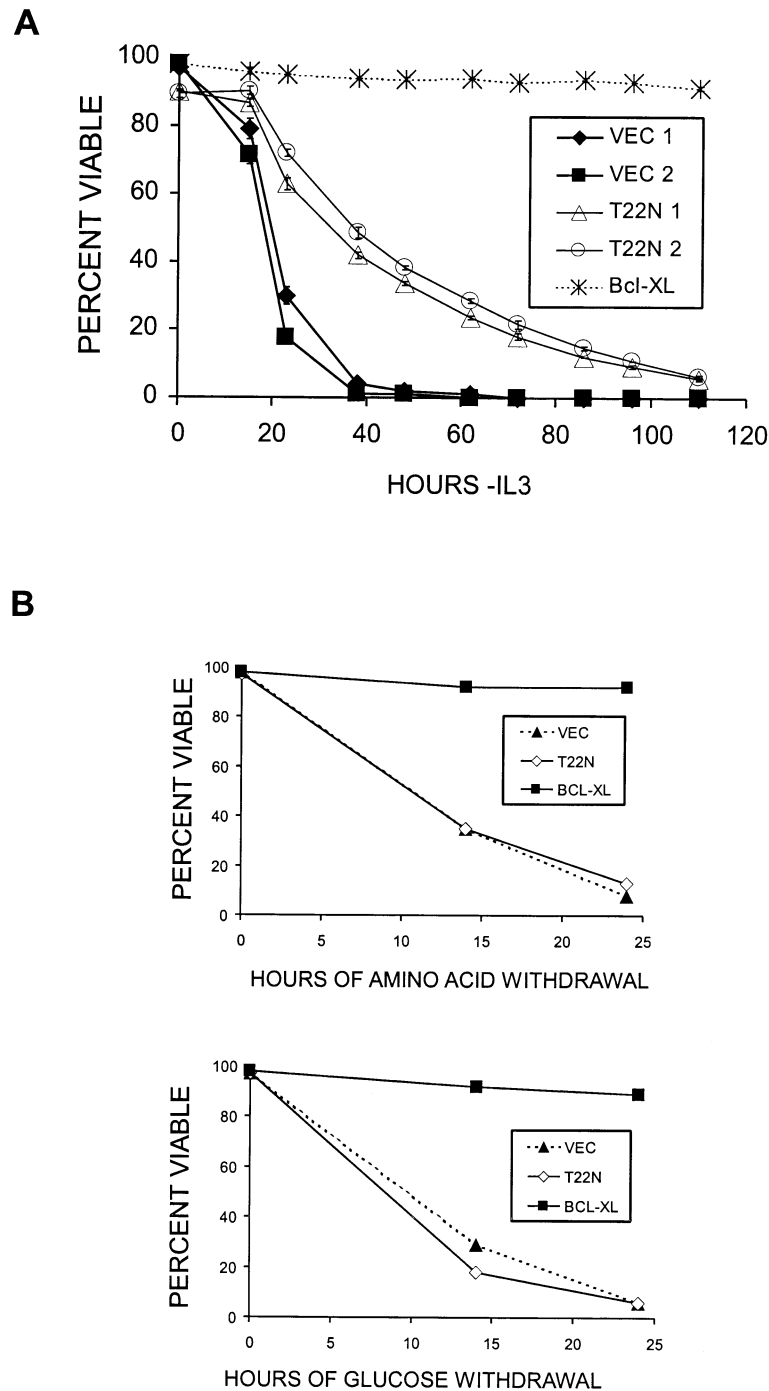 A
PERCENT VIABLE
100
80
60
40
20
0
0 20 40 60 80 100 120
HOURS -IL3
VEC 1
VEC 2
T22N 1
T22N 2
Bcl-XL
B
PERCENT VIABLE
100
80
60
40
20
0
0 5 10 15 20 25
HOURS OF AMINO ACID WITHDRAWAL
VEC
T22N
BCL-XL
PERCENT VIABLE
100
80
60
40
20
0
0 5 10 15 20 25
HOURS OF GLUCOSE WITHDRAWAL
VEC
T22N
BCL-XL